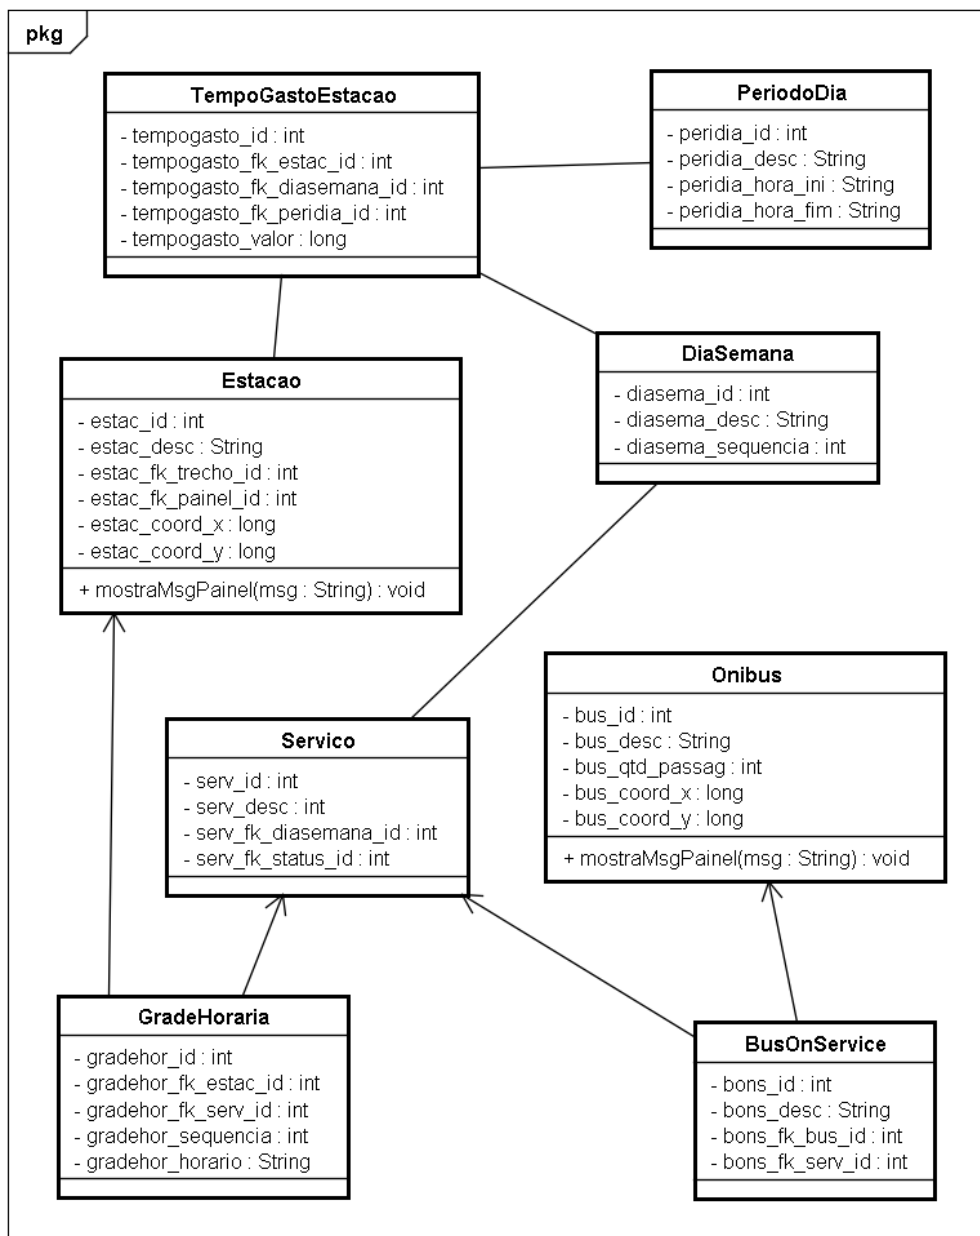 pkg
TempoGastoEstacao
- tempogasto_id : int
- tempogasto_fk_estac_id : int
- tempogasto_fk_diasemana_id : int
- tempogasto_fk_peridia_id : int
- tempogasto_valor : long
PeriodoDia
- peridia_id : int
- peridia_desc : String
- peridia_hora_ini : String
- peridia_hora_fim : String
Estacao
- estac_id : int
- estac_desc : String
- estac_fk_trecho_id : int
- estac_fk_painel_id : int
- estac_coord_x : long
- estac_coord_y : long
+ mostraMsgPainel(msg : String) : void
DiaSemana
- diasema_id : int
- diasema_desc : String
- diasema_sequencia : int
Onibus
- bus_id : int
- bus_desc : String
- bus_qtd_passag : int
- bus_coord_x : long
- bus_coord_y : long
+ mostraMsgPainel(msg : String) : void
Servico
- serv_id : int
- serv_desc : int
- serv_fk_diasemana_id : int
- serv_fk_status_id : int
GradeHoraria
- gradehor_id : int
- gradehor_fk_estac_id : int
- gradehor_fk_serv_id : int
- gradehor_sequencia : int
- gradehor_horario : String
BusOnService
- bons_id : int
- bons_desc : String
- bons_fk_bus_id : int
- bons_fk_serv_id : int